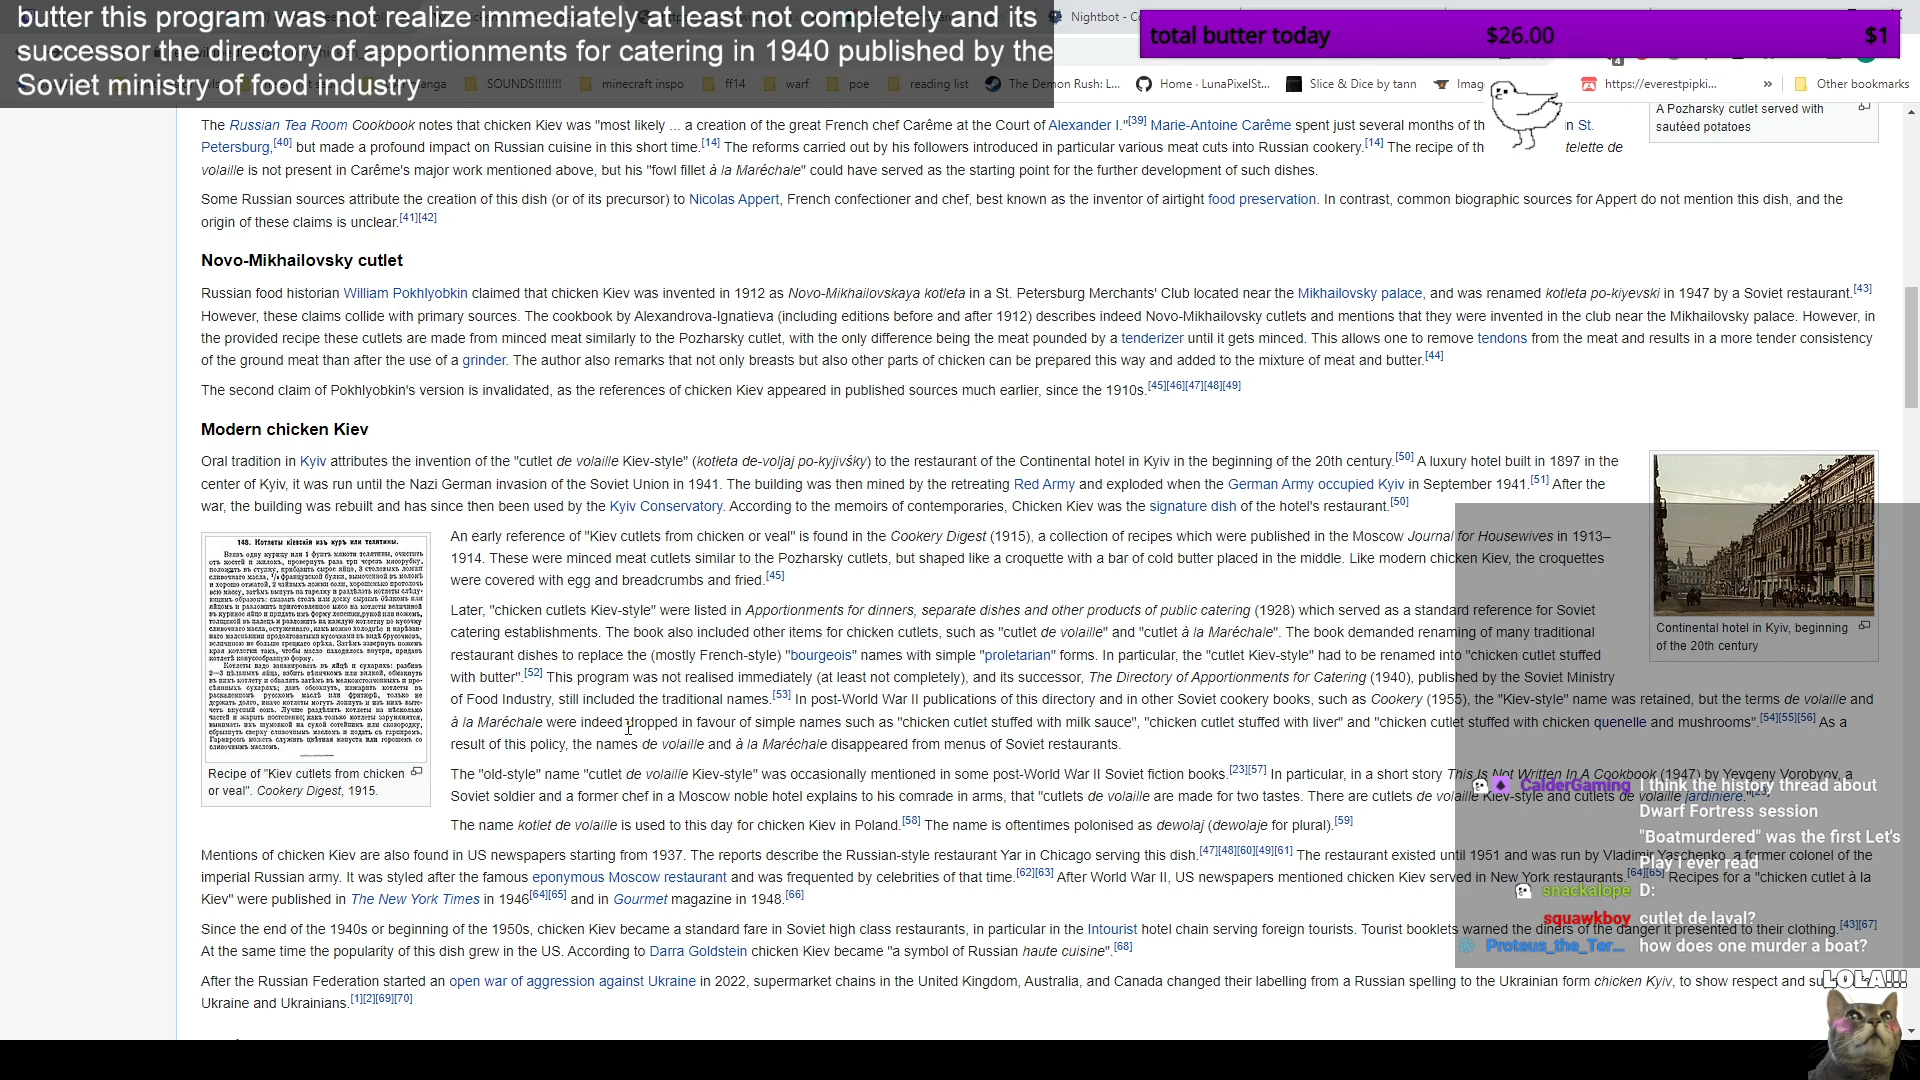 butter this program was not realize immediately at least not completely and its
successor the directory of apportionments for catering in 1940 published by the
Soviet ministry of food industry
total butter today $26.00 $1
Nightbot - C
SOUNDS!!!!!!!! minecraft inspo ff14 warf poe reading list The Demon Rush: L... Home · LunaPixelSt... Slice & Dice by tann Imag https://everestpipki... » Other bookmarks
The Russian Tea Room Cookbook notes that chicken Kiev was "most likely ... a creation of the great French chef Carême at the Court of Alexander I."[39] Marie-Antoine Carême spent just several months of th in St.
Petersburg,[40] but made a profound impact on Russian cuisine in this short time.[14] The reforms carried out by his followers introduced in particular various meat cuts into Russian cookery.[14] The recipe of th telette de
volaille is not present in Carême's major work mentioned above, but his "fowl fillet à la Maréchale" could have served as the starting point for the further development of such dishes.
A Pozharsky cutlet served with
sautéed potatoes
Some Russian sources attribute the creation of this dish (or of its precursor) to Nicolas Appert, French confectioner and chef, best known as the inventor of airtight food preservation. In contrast, common biographic sources for Appert do not mention this dish, and the
origin of these claims is unclear.[41][42]
Novo-Mikhailovsky cutlet
Russian food historian William Pokhlyobkin claimed that chicken Kiev was invented in 1912 as Novo-Mikhailovskaya kotleta in a St. Petersburg Merchants' Club located near the Mikhailovsky palace, and was renamed kotleta po-kiyevski in 1947 by a Soviet restaurant.[43]
However, these claims collide with primary sources. The cookbook by Alexandrova-Ignatieva (including editions before and after 1912) describes indeed Novo-Mikhailovsky cutlets and mentions that they were invented in the club near the Mikhailovsky palace. However, in
the provided recipe these cutlets are made from minced meat similarly to the Pozharsky cutlet, with the only difference being the meat pounded by a tenderizer until it gets minced. This allows one to remove tendons from the meat and results in a more tender consistency
of the ground meat than after the use of a grinder. The author also remarks that not only breasts but also other parts of chicken can be prepared this way and added to the mixture of meat and butter.[44]
The second claim of Pokhlyobkin's version is invalidated, as the references of chicken Kiev appeared in published sources much earlier, since the 1910s.[45][46][47][48][49]
Modern chicken Kiev
Oral tradition in Kyiv attributes the invention of the "cutlet de volaille Kiev-style" (kotleta de-voljaj po-kyjivśky) to the restaurant of the Continental hotel in Kyiv in the beginning of the 20th century.[50] A luxury hotel built in 1897 in the
center of Kyiv, it was run until the Nazi German invasion of the Soviet Union in 1941. The building was then mined by the retreating Red Army and exploded when the German Army occupied Kyiv in September 1941.[51] After the
war, the building was rebuilt and has since then been used by the Kyiv Conservatory. According to the memoirs of contemporaries, Chicken Kiev was the signature dish of the hotel's restaurant.[50]
Continental hotel in Kyiv, beginning
of the 20th century
148. Котлеты кіевскія изъ куръ или телятины.
Recipe of "Kiev cutlets from chicken
or veal". Cookery Digest, 1915.
An early reference of "Kiev cutlets from chicken or veal" is found in the Cookery Digest (1915), a collection of recipes which were published in the Moscow Journal for Housewives in 1913–
1914. These were minced meat cutlets similar to the Pozharsky cutlets, but shaped like a croquette with a bar of cold butter placed in the middle. Like modern chicken Kiev, the croquettes
were covered with egg and breadcrumbs and fried.[45]
Later, "chicken cutlets Kiev-style" were listed in Apportionments for dinners, separate dishes and other products of public catering (1928) which served as a standard reference for Soviet
catering establishments. The book also included other items for chicken cutlets, such as "cutlet de volaille" and "cutlet à la Maréchale". The book demanded renaming of many traditional
restaurant dishes to replace the (mostly French-style) "bourgeois" names with simple "proletarian" forms. In particular, the "cutlet Kiev-style" had to be renamed into "chicken cutlet stuffed
with butter".[52] This program was not realised immediately (at least not completely), and its successor, The Directory of Apportionments for Catering (1940), published by the Soviet Ministry
of Food Industry, still included the traditional names.[53] In post-World War II publications of this directory and in other Soviet cookery books, such as Cookery (1955), the "Kiev-style" name was retained, but the terms de volaille and
à la Maréchale were indeed dropped in favour of simple names such as "chicken cutlet stuffed with milk sauce", "chicken cutlet stuffed with liver" and "chicken cutlet stuffed with chicken quenelle and mushrooms".[54][55][56] As a
result of this policy, the names de volaille and à la Maréchale disappeared from menus of Soviet restaurants.
The "old-style" name "cutlet de volaille Kiev-style" was occasionally mentioned in some post-World War II Soviet fiction books.[23][57] In particular, in a short story This Is Not Written In A Cookbook (1947) by Yevgeny Vorobyov, a
Soviet soldier and a former chef in a Moscow noble hotel explains to his comrade in arms, that "cutlets de volaille are made for two tastes. There are cutlets de volaille Kiev-style and cutlets de volaille jardinière."
The name kotlet de volaille is used to this day for chicken Kiev in Poland.[58] The name is oftentimes polonised as dewolaj (dewolaje for plural).[59]
Mentions of chicken Kiev are also found in US newspapers starting from 1937. The reports describe the Russian-style restaurant Yar in Chicago serving this dish.[47][48][60][49][61] The restaurant existed until 1951 and was run by Vladimir Yaschenko, a former colonel of the
imperial Russian army. It was styled after the famous eponymous Moscow restaurant and was frequented by celebrities of that time.[62][63] After World War II, US newspapers mentioned chicken Kiev served in New York restaurants.[64][65] Recipes for a "chicken cutlet à la
Kiev" were published in The New York Times in 1946[64][65] and in Gourmet magazine in 1948.[66]
Since the end of the 1940s or beginning of the 1950s, chicken Kiev became a standard fare in Soviet high class restaurants, in particular in the Intourist hotel chain serving foreign tourists. Tourist booklets warned the diners of the danger it presented to their clothing.[43][67]
At the same time the popularity of this dish grew in the US. According to Darra Goldstein chicken Kiev became "a symbol of Russian haute cuisine".[68]
After the Russian Federation started an open war of aggression against Ukraine in 2022, supermarket chains in the United Kingdom, Australia, and Canada changed their labelling from a Russian spelling to the Ukrainian form chicken Kyiv, to show respect and su
Ukraine and Ukrainians.[1][2][69][70]
CalderGaming I think the history thread about
Dwarf Fortress session
"Boatmurdered" was the first Let's
Play I ever read
snackalope D:
squawkboy cutlet de laval?
Proteus_the_Ter... how does one murder a boat?
LOLA!!!